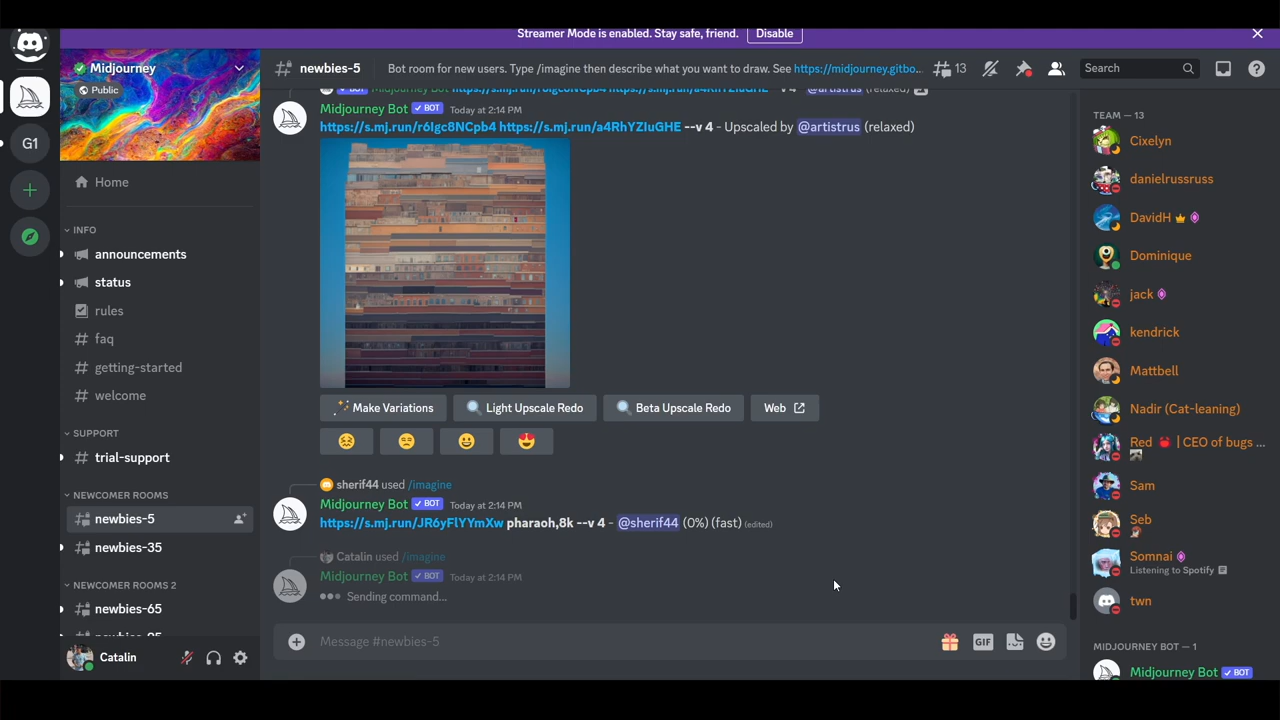 Streamer Mode is enabled. Stay safe, friend. Disable
Midjourney
Public
Home
INFO
announcements
status
rules
faq
getting-started
welcome
SUPPORT
trial-support
NEWCOMER ROOMS
newbies-5
newbies-35
NEWCOMER ROOMS 2
newbies-65
Catalin
G1
newbies-5 Bot room for new users. Type /imagine then describe what you want to draw. See https://midjourney.gitbo... 13 Search
Midjourney Bot BOT Today at 2:14 PM
https://s.mj.run/r6Igc8NCpb4 https://s.mj.run/a4RhYZIuGHE --v 4 - Upscaled by @artistrus (relaxed)
Make Variations Light Upscale Redo Beta Upscale Redo Web
sherif44 used /imagine
Midjourney Bot BOT Today at 2:14 PM
https://s.mj.run/JR6yFlYYmXw pharaoh,8k --v 4 - @sherif44 (0%) (fast) (edited)
Catalin used /imagine
Midjourney Bot BOT Today at 2:14 PM
Sending command...
Message #newbies-5
GIF
TEAM — 13
Cixelyn
danielrussruss
DavidH
Dominique
jack
kendrick
Mattbell
Nadir (Cat-leaning)
Red | CEO of bugs ...
Sam
Seb
Somnai
Listening to Spotify
twn
MIDJOURNEY BOT — 1
Midjourney Bot BOT